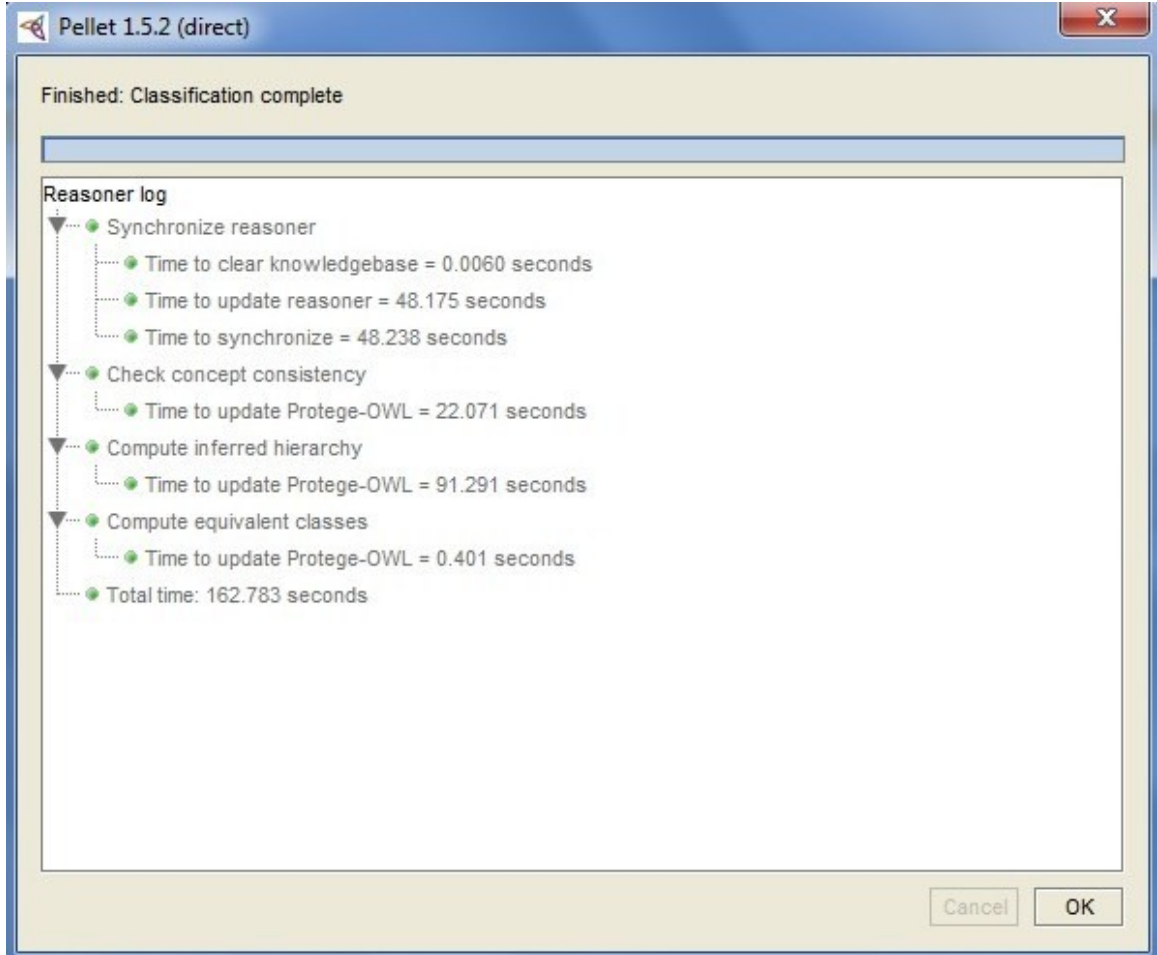 Pellet 1.5.2 (direct)
X
Finished: Classification complete
Reasoner log
Synchronize reasoner
Time to clear knowledgebase = 0.0060 seconds
Time to update reasoner = 48.175 seconds
Time to synchronize = 48.238 seconds
Check concept consistency
Time to update Protege-OWL = 22.071 seconds
Compute inferred hierarchy
Time to update Protege-OWL = 91.291 seconds
Compute equivalent classes
Time to update Protege-OWL = 0.401 seconds
Total time: 162.783 seconds
Cancel OK